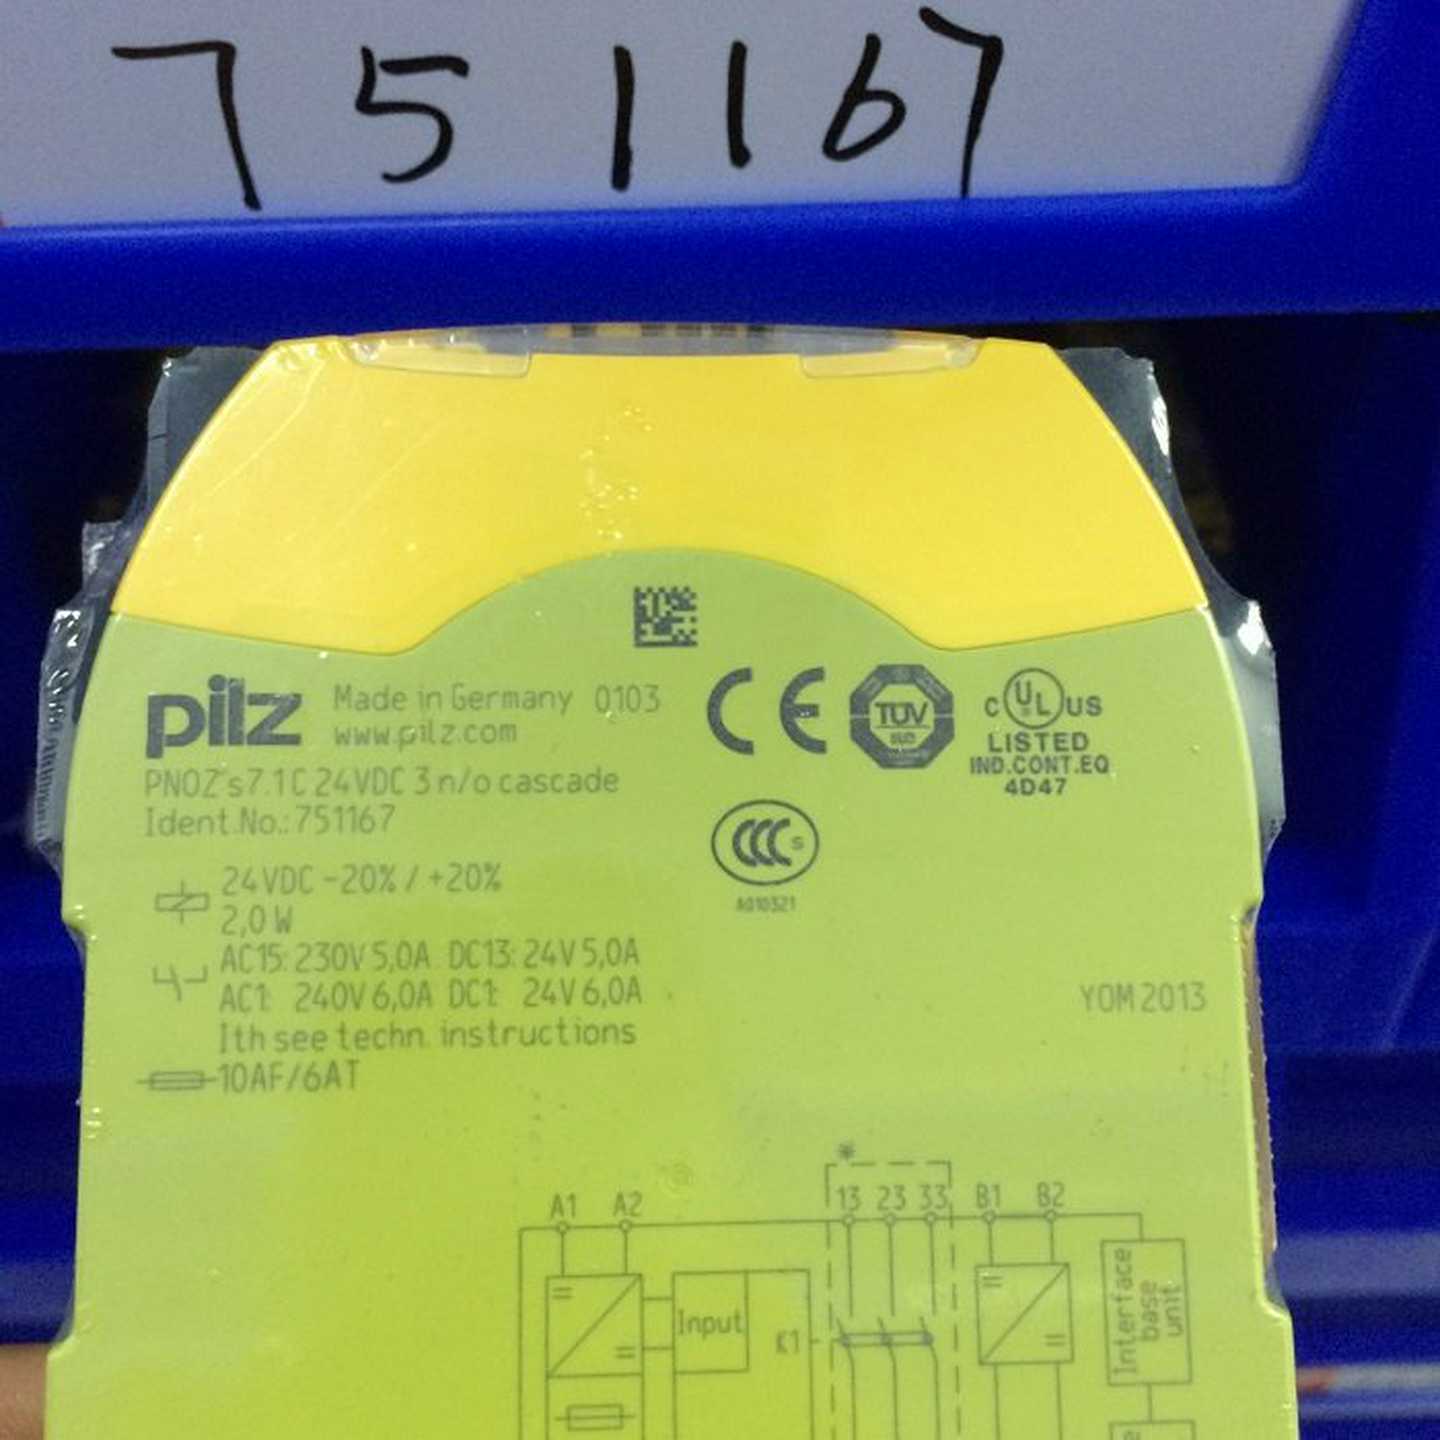 751167
pilz Made in Germany 0103
www.pilz.com
PNOZ s7.1C 24VDC 3 n/o cascade
Ident.No.: 751167
CE
TÜV
SÜD
C UL US
LISTED
IND.CONT.EQ
4D47
CCC S
A010321
24VDC -20% / +20%
2,0 W
AC15: 230V 5,0A DC13: 24V 5,0A
AC1: 240V 6,0A DC1: 24V 6,0A
Ith see techn. instructions
10AF/6AT
YOM 2013
*
A1 A2 13 23 33 B1 B2
Input
K1
Interface
base
unit